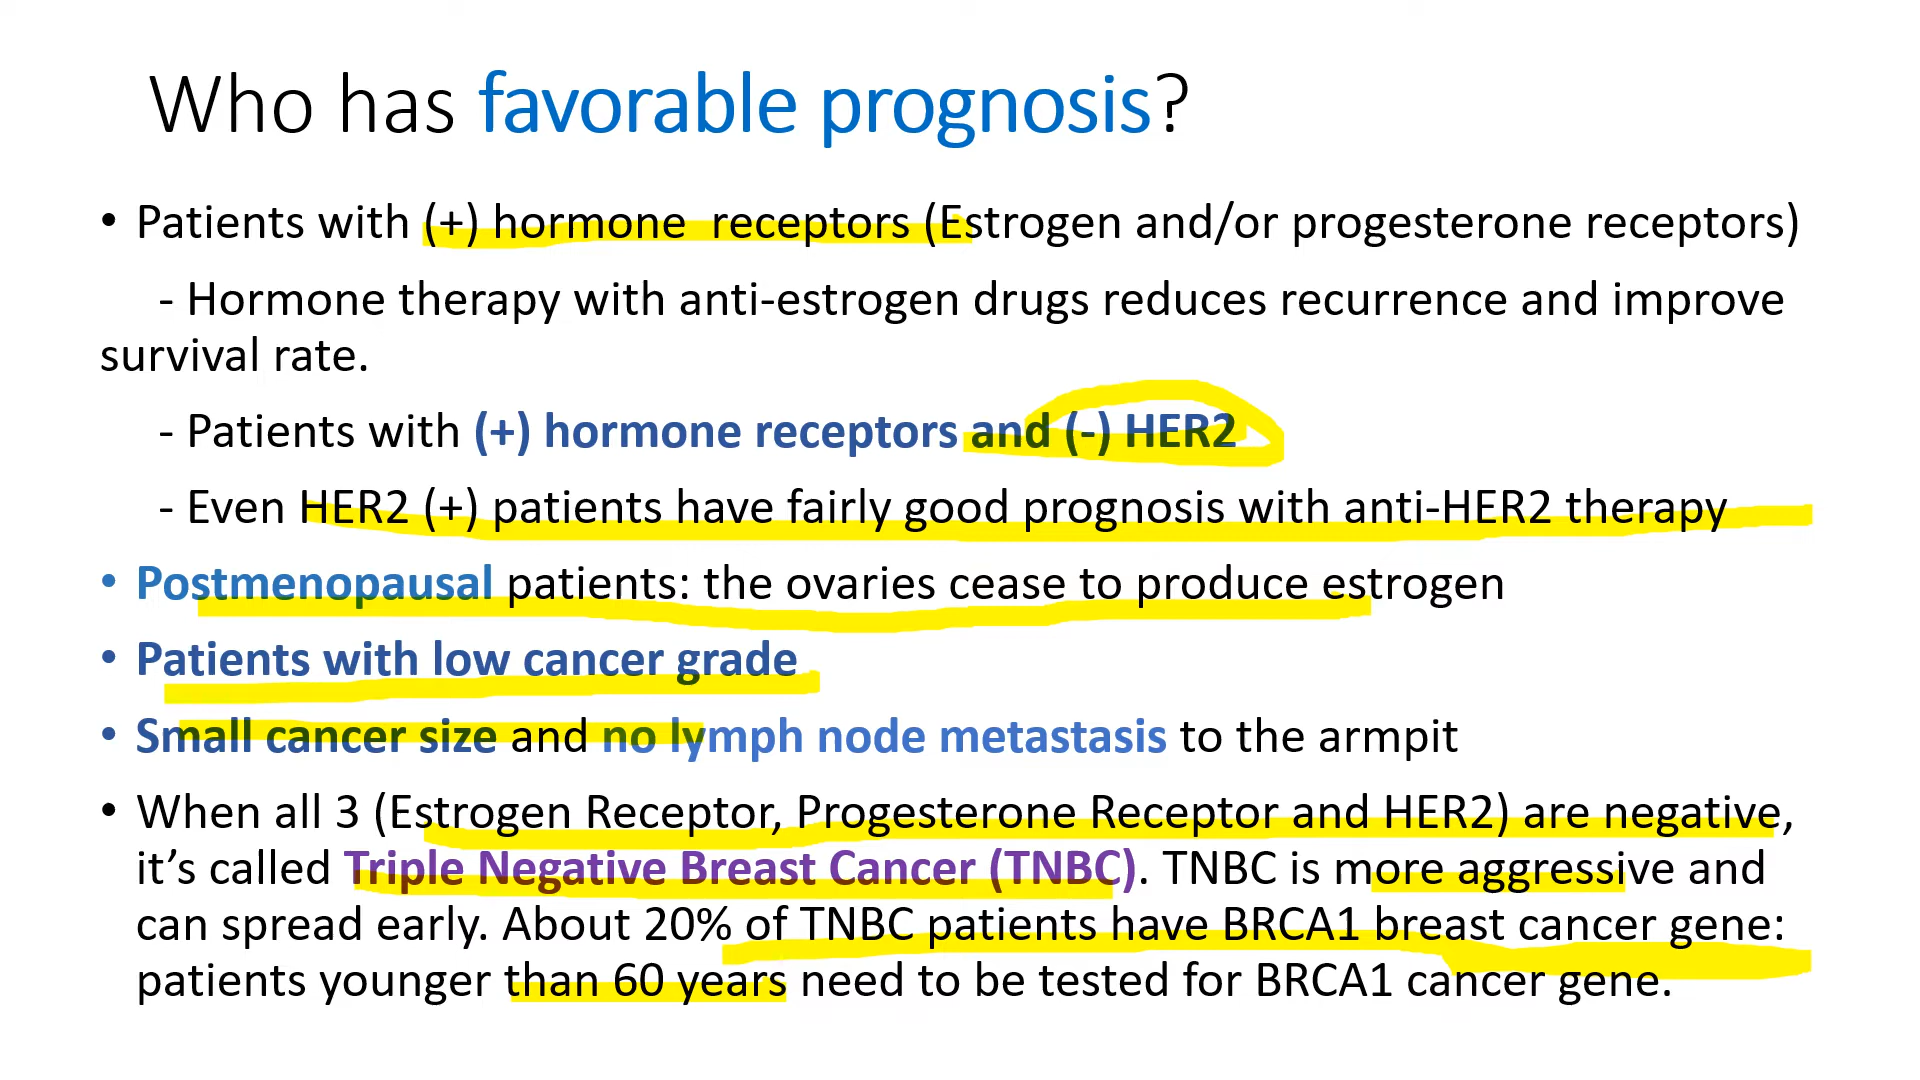 Who has favorable prognosis?
• Patients with (+) hormone  receptors (Estrogen and/or progesterone receptors)
- Hormone therapy with anti-estrogen drugs reduces recurrence and improve
survival rate.
- Patients with (+) hormone receptors and (-) HER2
- Even HER2 (+) patients have fairly good prognosis with anti-HER2 therapy
• Postmenopausal patients: the ovaries cease to produce estrogen
• Patients with low cancer grade
• Small cancer size and no lymph node metastasis to the armpit
• When all 3 (Estrogen Receptor, Progesterone Receptor and HER2) are negative,
it’s called Triple Negative Breast Cancer (TNBC). TNBC is more aggressive and
can spread early. About 20% of TNBC patients have BRCA1 breast cancer gene:
patients younger than 60 years need to be tested for BRCA1 cancer gene.